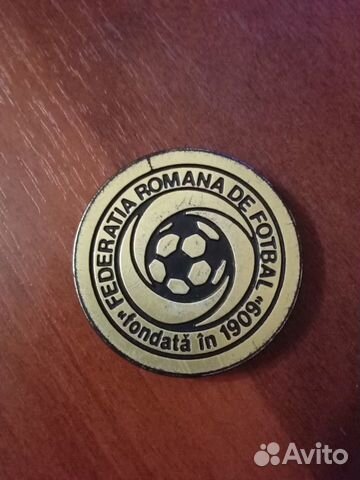 FEDERATIA ROMANA DE FOTBAL
«fondată în 1909»
Avito